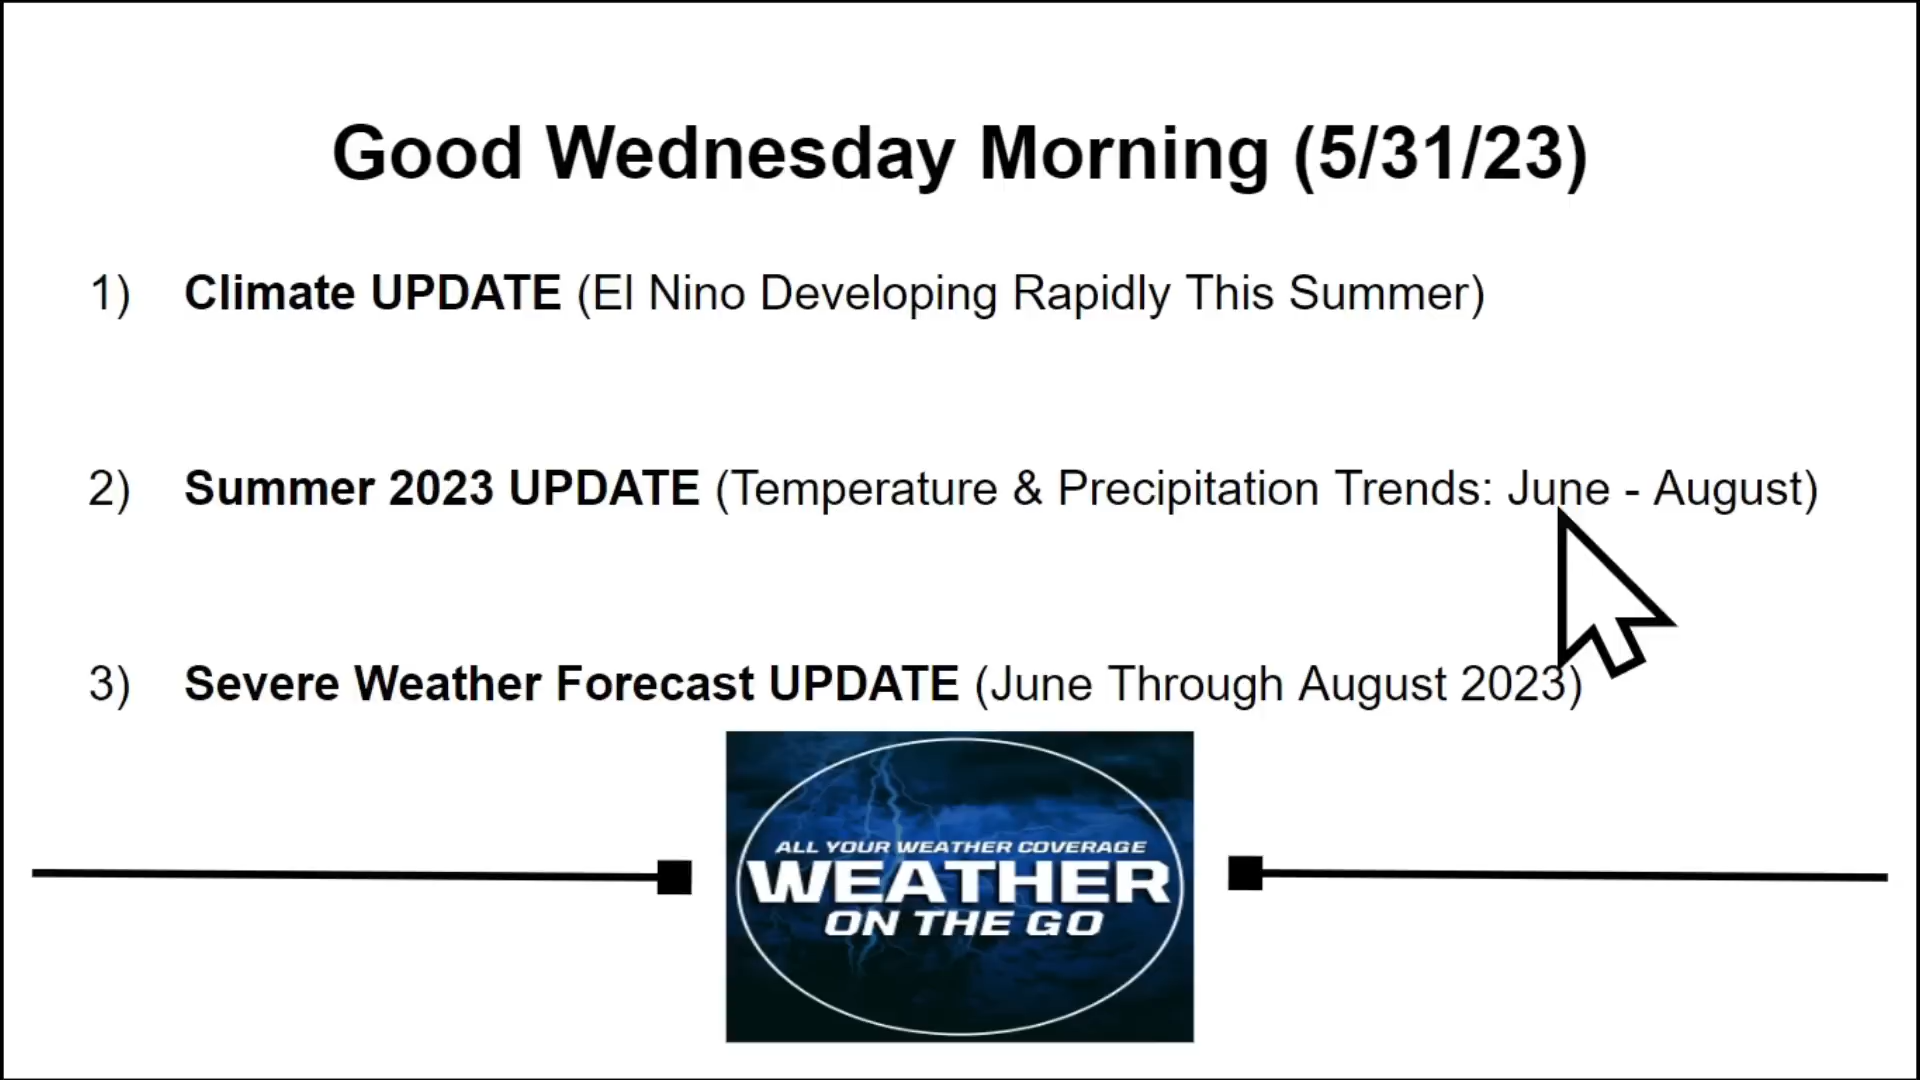 Good Wednesday Morning (5/31/23)
1) Climate UPDATE (El Nino Developing Rapidly This Summer)
2) Summer 2023 UPDATE (Temperature & Precipitation Trends: June - August)
3) Severe Weather Forecast UPDATE (June Through August 2023)
ALL YOUR WEATHER COVERAGE
WEATHER
ON THE GO